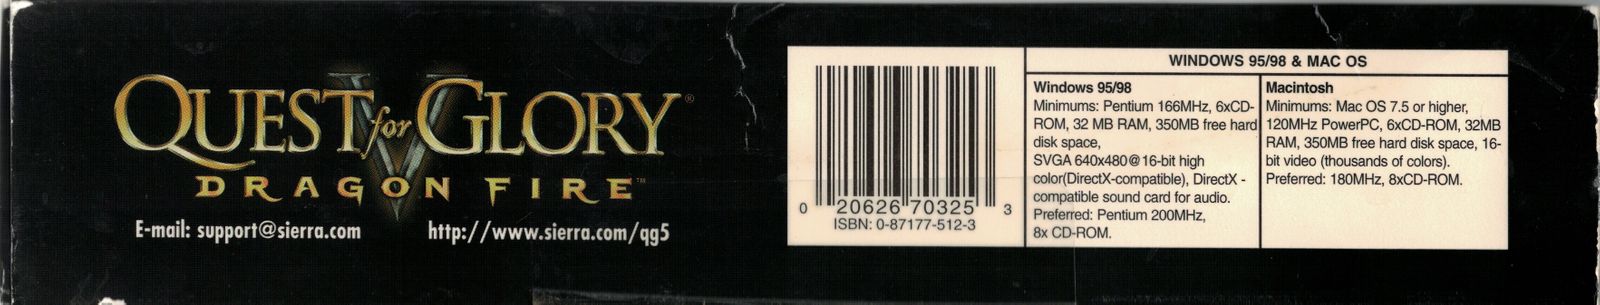 QUEST for GLORY®
V
DRAGON FIRE™
E-mail: support@sierra.com
http://www.sierra.com/qg5
0 20626 70325 3
ISBN: 0-87177-512-3
WINDOWS 95/98 & MAC OS
Windows 95/98
Minimums: Pentium 166MHz, 6xCD-
ROM, 32 MB RAM, 350MB free hard
disk space,
SVGA 640x480@16-bit high
color(DirectX-compatible), DirectX -
compatible sound card for audio.
Preferred: Pentium 200MHz,
8x CD-ROM.
Macintosh
Minimums: Mac OS 7.5 or higher,
120MHz PowerPC, 6xCD-ROM, 32MB
RAM, 350MB free hard disk space, 16-
bit video (thousands of colors).
Preferred: 180MHz, 8xCD-ROM.